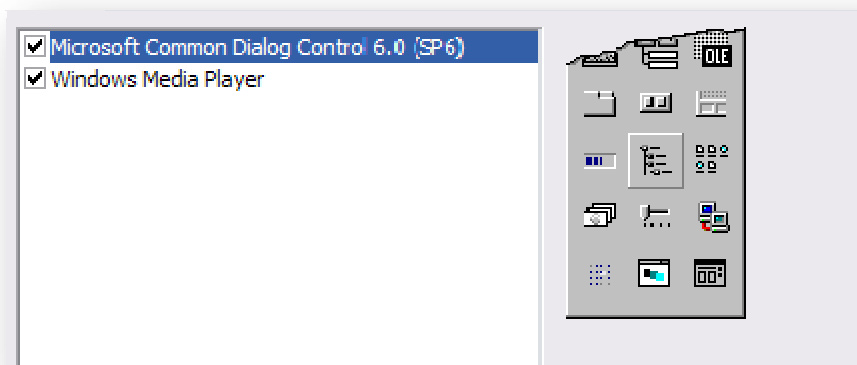 Microsoft Common Dialog Control 6.0 (SP6)
Windows Media Player
OLE